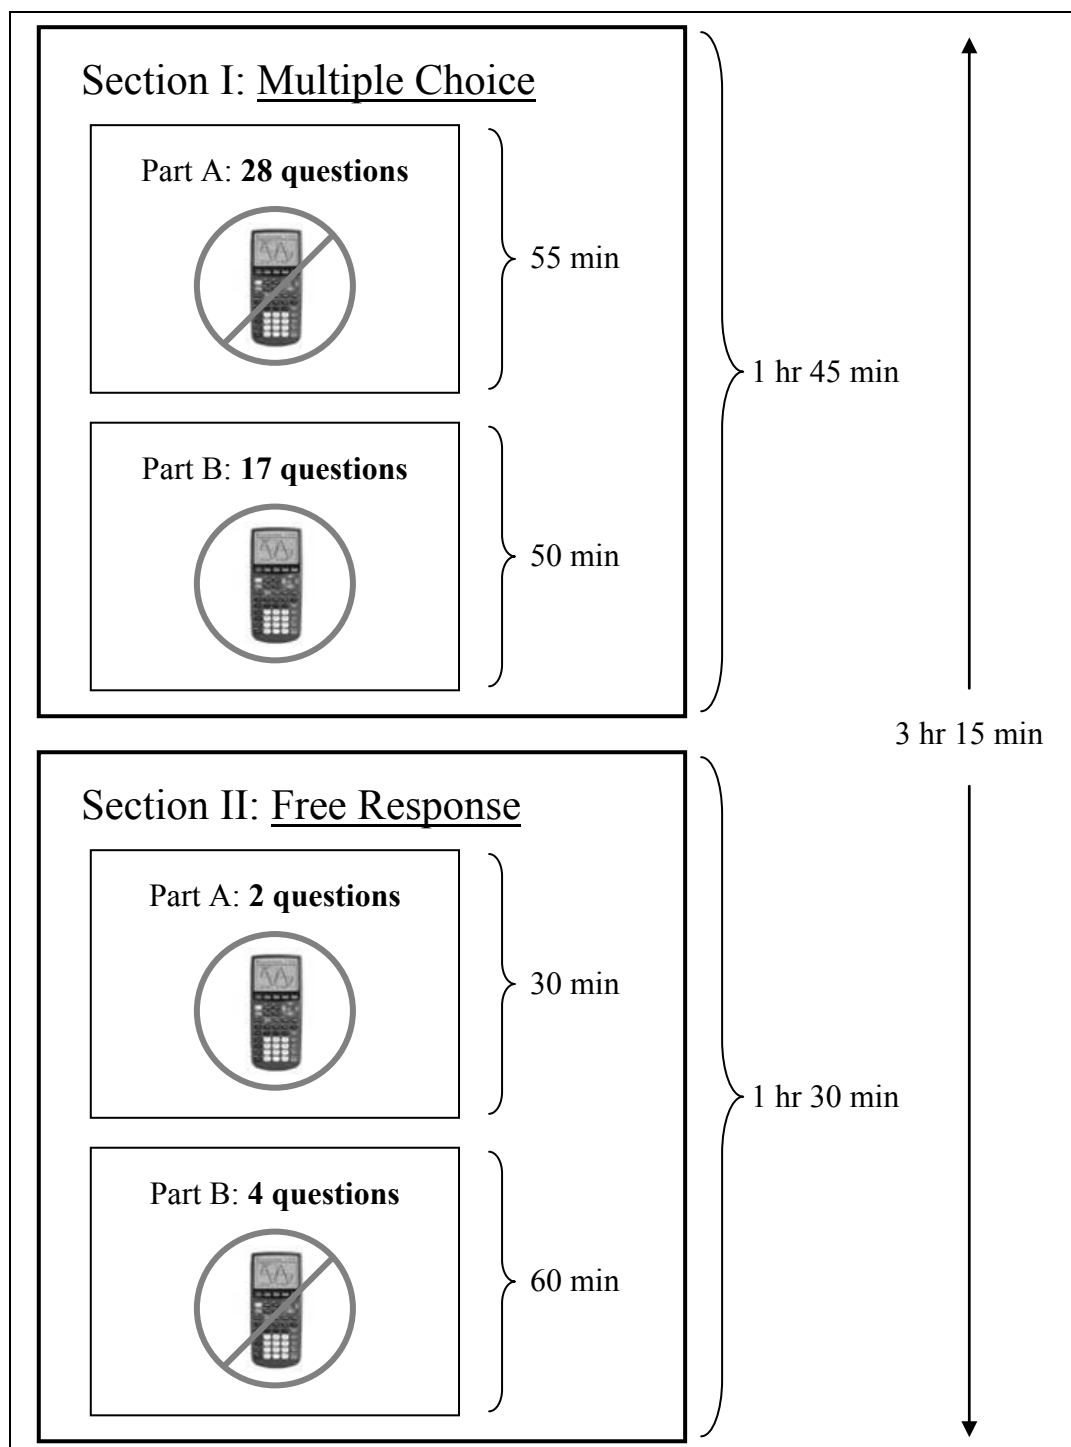 Section I: Multiple Choice
Part A: 28 questions
55 min
Part B: 17 questions
50 min
1 hr 45 min
3 hr 15 min
Section II: Free Response
Part A: 2 questions
30 min
Part B: 4 questions
60 min
1 hr 30 min